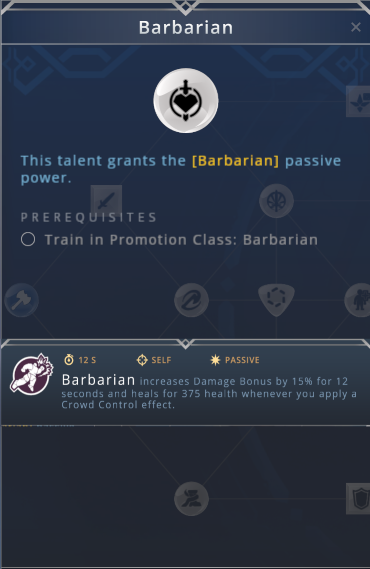 Barbarian
This talent grants the [Barbarian] passive
power.
PREREQUISITES
Train in Promotion Class: Barbarian
12 S SELF PASSIVE
Barbarian increases Damage Bonus by 15% for 12
seconds and heals for 375 health whenever you apply a
Crowd Control effect.